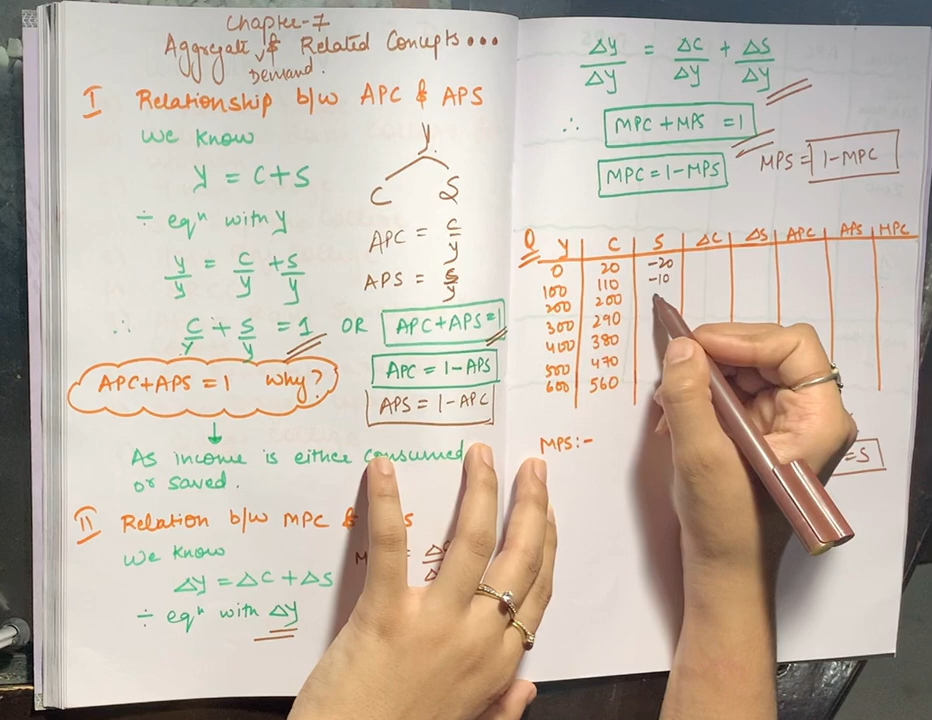 Chapter-7
Aggregate Demand & Related Concepts...
I Relationship b/w APC & APS
We Know
Y = C+S
÷ eqⁿ with Y
Y/Y = C/Y + S/Y
∴ C/Y + S/Y = 1 OR APC+APS=1
Y
C S
APC = C/Y
APS = S/Y
APC = 1-APS
APS = 1-APC
APC+APS=1 Why?
As income is either consumed
or saved.
II Relation b/w MPC &
We Know
ΔY = ΔC + ΔS
÷ eqⁿ with ΔY
ΔY/ΔY = ΔC/ΔY + ΔS/ΔY
∴ MPC+MPS =1
MPC = 1-MPS
MPS = 1-MPC
Q Y C S ΔC ΔS APC APS MPC
0 20 -20
100 110 -10
200 200
300 290
400 380
500 470
600 560
MPS:-
=S